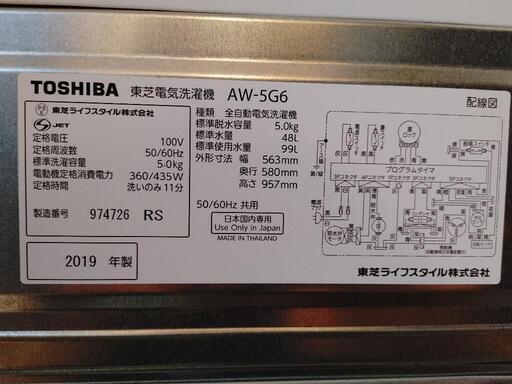 TOSHIBA 東芝電気洗濯機 AW-5G6
東芝ライフスタイル株式会社
JET
定格電圧 100V
定格周波数 50/60Hz
標準洗濯容量 5.0kg
電動機定格消費電力 360/435W
定格時間 洗いのみ11分
製造番号 974726 RS
2019 年製
種類 全自動電気洗濯機
標準脱水容量 5.0kg
標準水量 48L
標準使用水量 99L
外形寸法 幅 563mm
奥行 580mm
高さ 957mm
50/60Hz 共用
日本国内専用
Use Only in Japan
MADE IN THAILAND
配線図
プログラムタイマ
東芝ライフスタイル株式会社